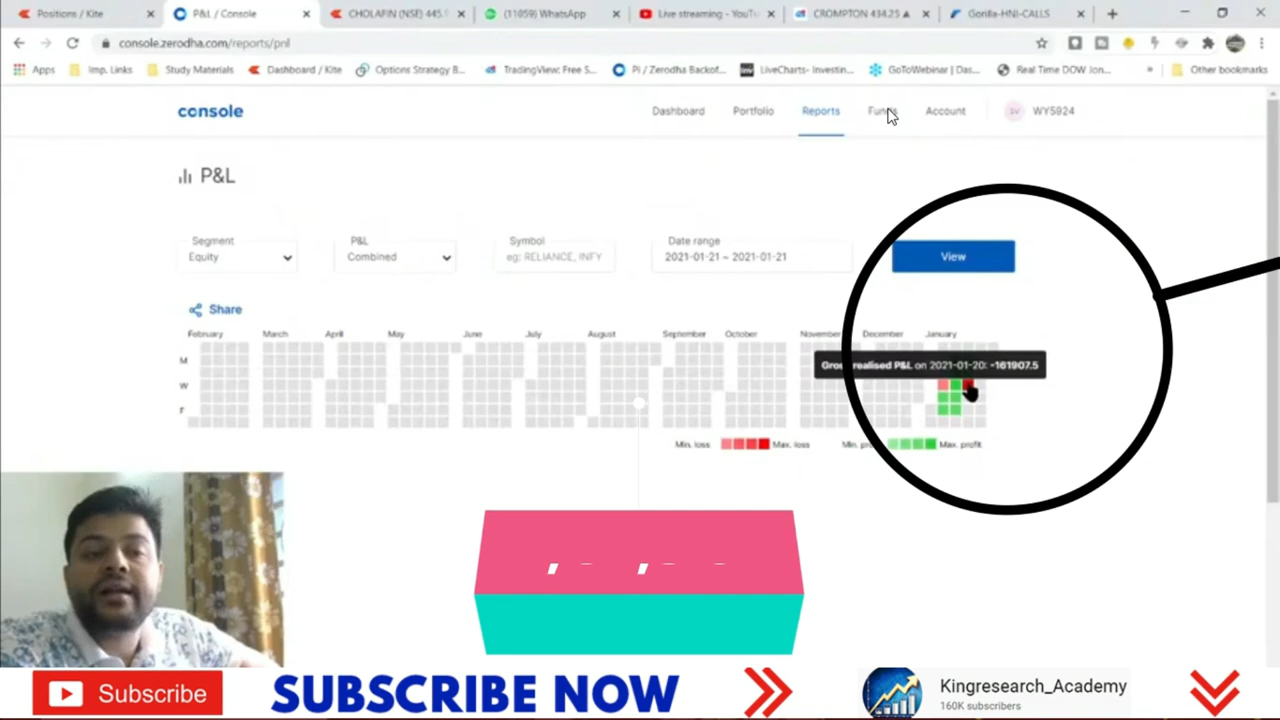 Positions / Kite
P&L / Console
CHOLAFIN (NSE) 445.
(11059) WhatsApp
Live streaming - YouTu
CROMPTON 434.25 ▲
Gorilla-HNI-CALLS
console.zerodha.com/reports/pnl
Apps
Imp. Links
Study Materials
Dashboard / Kite
Options Strategy B...
TradingView: Free S...
Pi / Zerodha Backof...
LiveCharts- Investin...
GoToWebinar | Das...
Real Time DOW Jon...
»
Other bookmarks
console
Dashboard
Portfolio
Reports
Funds
Account
SV
WY5924
P&L
Segment
Equity
P&L
Combined
Symbol
eg: RELIANCE, INFY
Date range
2021-01-21 ~ 2021-01-21
View
Share
February March April May June July August September October November December January
M
W
F
Gross realised P&L on 2021-01-20: -161907.5
Min. loss
Max. loss
Max. profit
Subscribe
SUBSCRIBE NOW
Kingresearch_Academy
160K subscribers